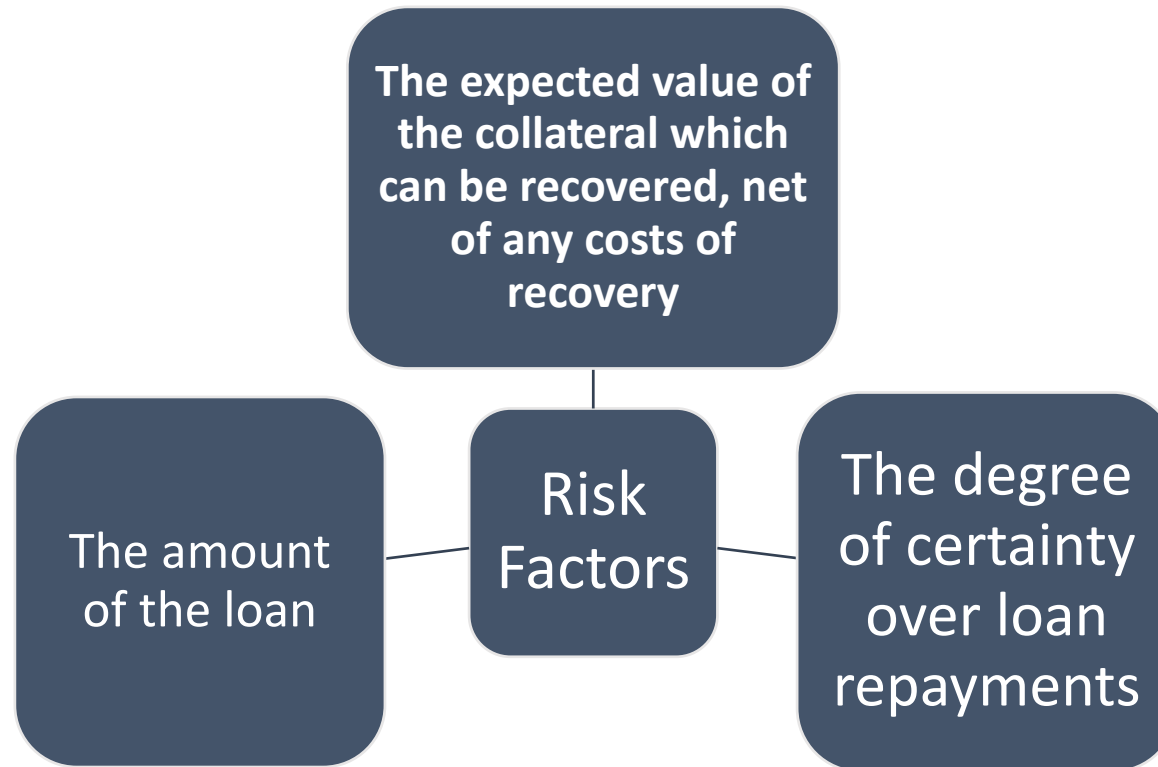 The expected value of
the collateral which
can be recovered, net
of any costs of
recovery
Risk
Factors
The amount
of the loan
The degree
of certainty
over loan
repayments